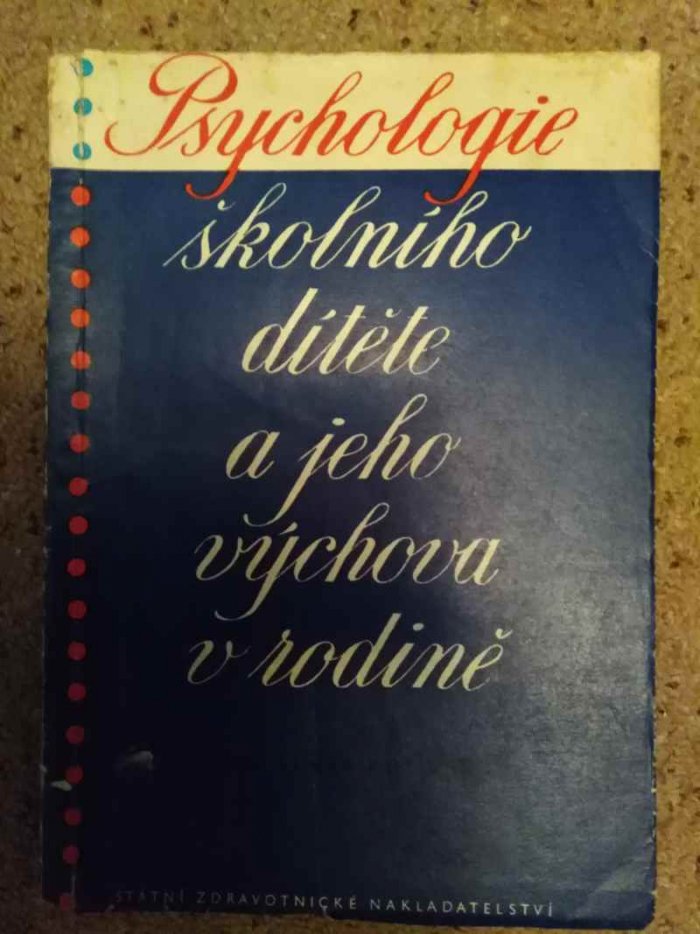 Psychologie
školního
dítěte
a jeho
výchova
v rodině
STÁTNÍ ZDRAVOTNICKÉ NAKLADATELSTVÍ